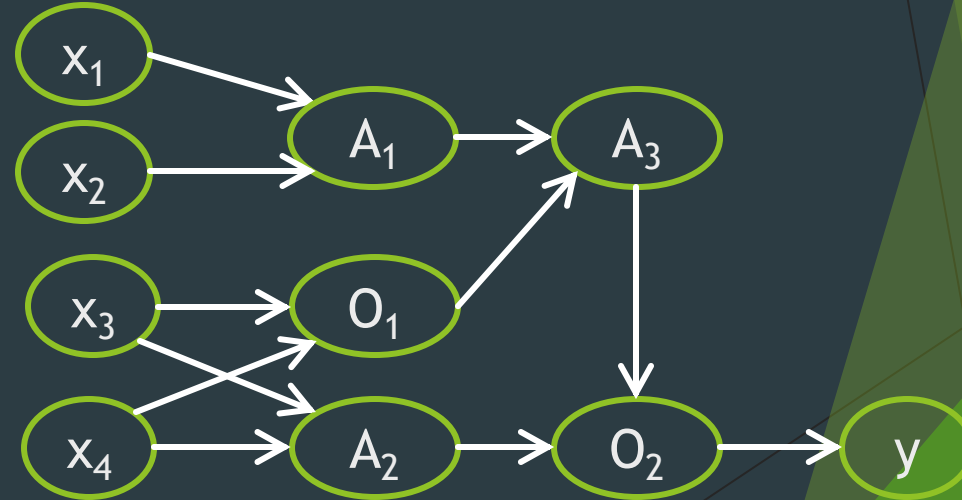 x₁
A₁
A₃
x₂
x₃
O₁
x₄
A₂
O₂
y